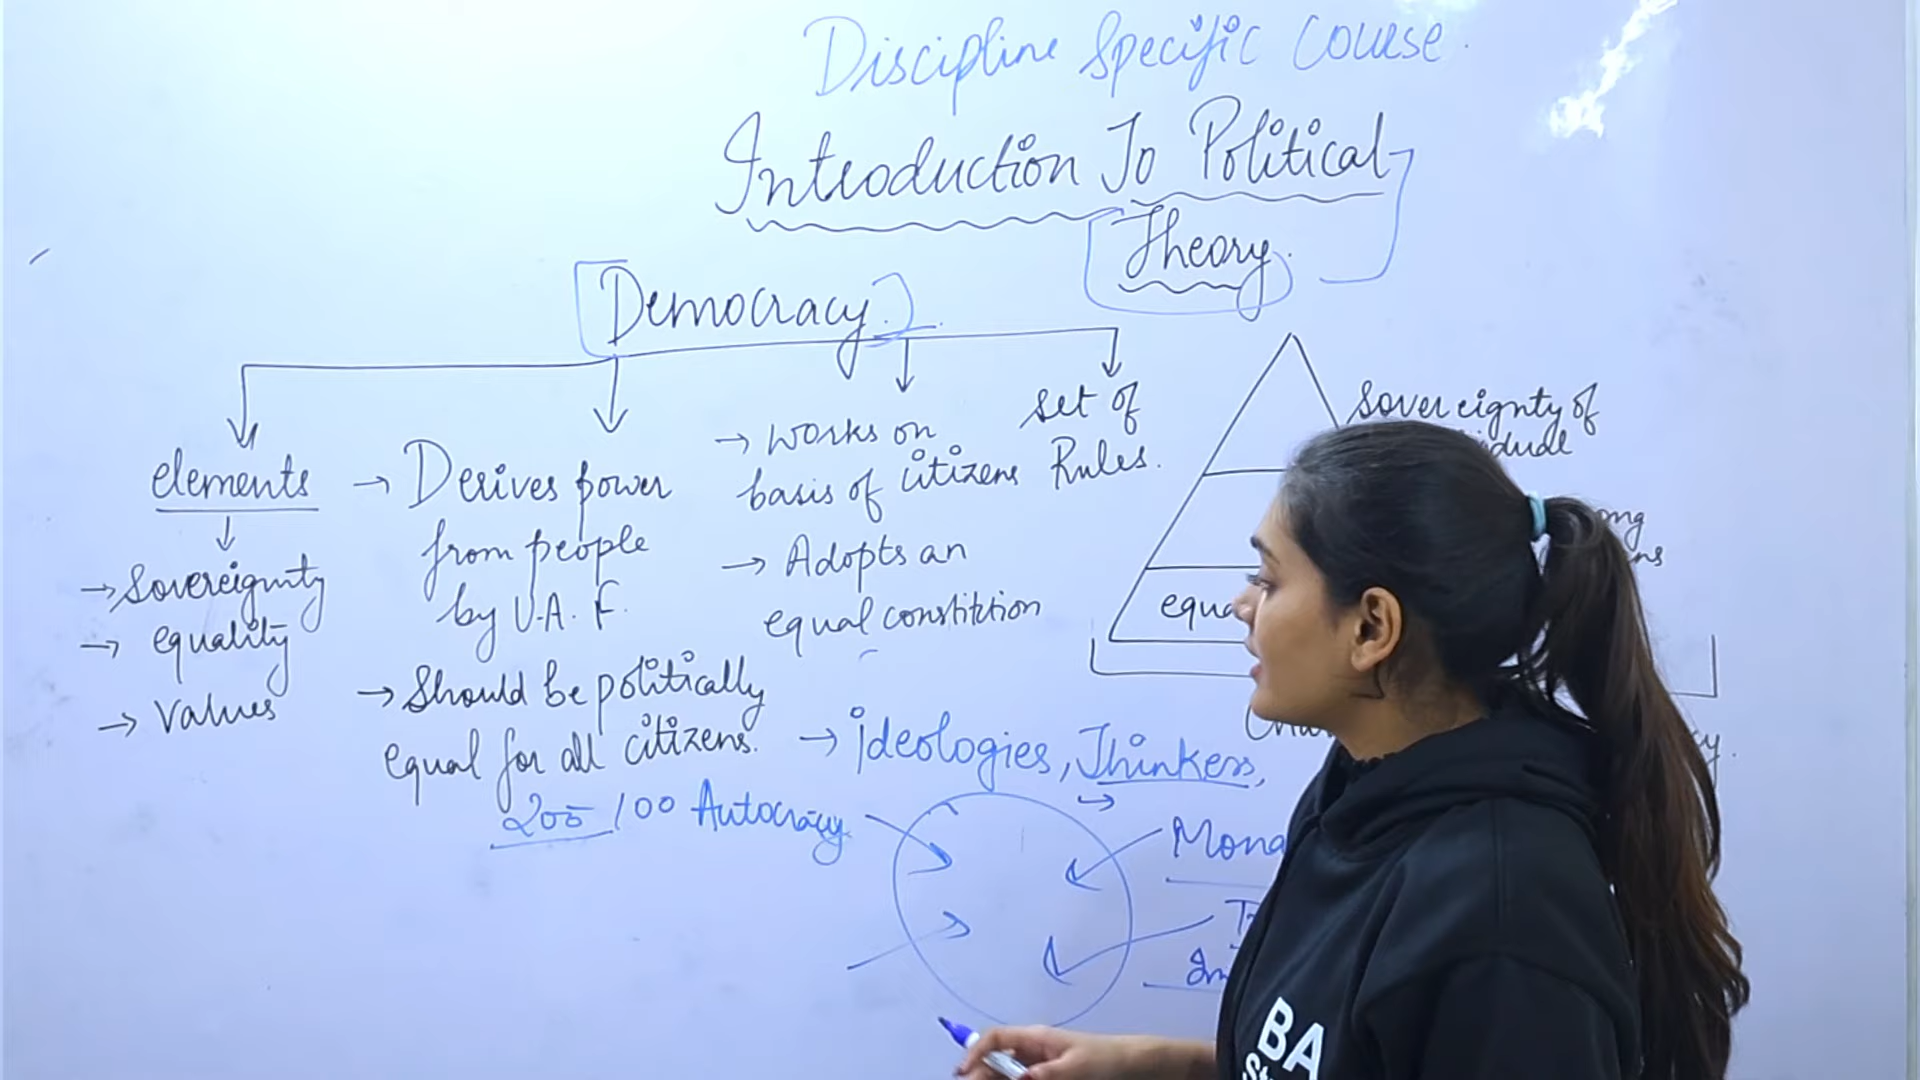 Discipline Specific Course
Introduction To Political
Theory.
Democracy.
elements
→ Sovereignty
→ equality
→ Values
→ Derives power
from people
by U.A.F.
→ Should be politically
equal for all citizens.
→ Works on
basis of citizens
→ Adopts an
equal constitution
set of
Rules.
Sovereignty of
→ ideologies, Thinkers,
200 / 100 Autocracy
BA